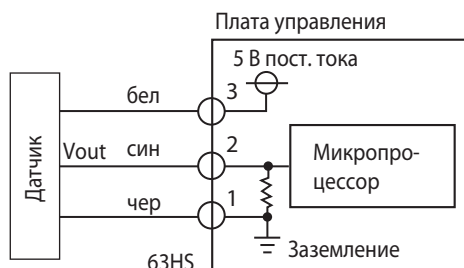 Плата управления
5 В пост. тока
бел
3
Датчик
Vout
син
2
Микропро-
цессор
чер
1
Заземление
63HS